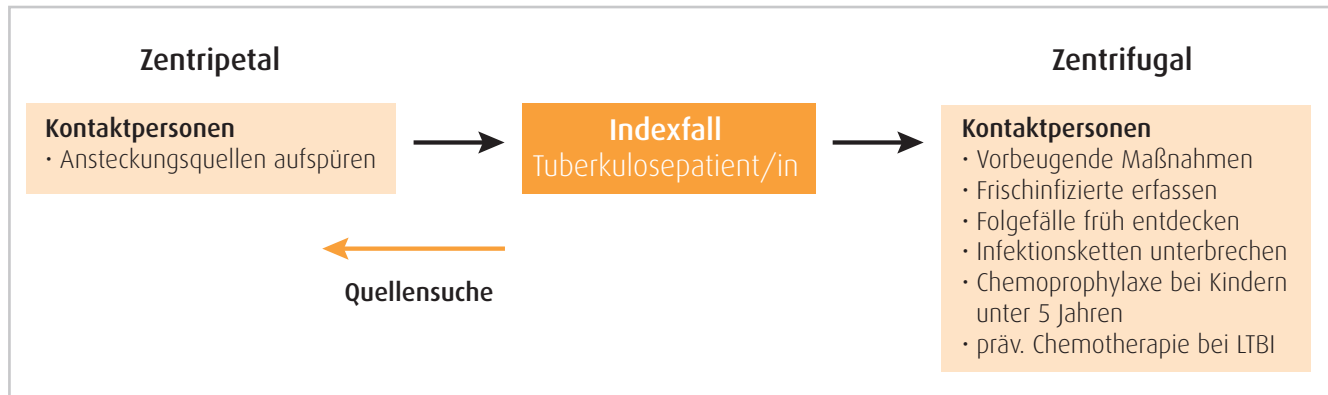 Zentripetal
Kontaktpersonen
· Ansteckungsquellen aufspüren
Indexfall
Tuberkulosepatient/in
Quellensuche
Zentrifugal
Kontaktpersonen
· Vorbeugende Maßnahmen
· Frischinfizierte erfassen
· Folgefälle früh entdecken
· Infektionsketten unterbrechen
· Chemoprophylaxe bei Kindern
unter 5 Jahren
· präv. Chemotherapie bei LTBI